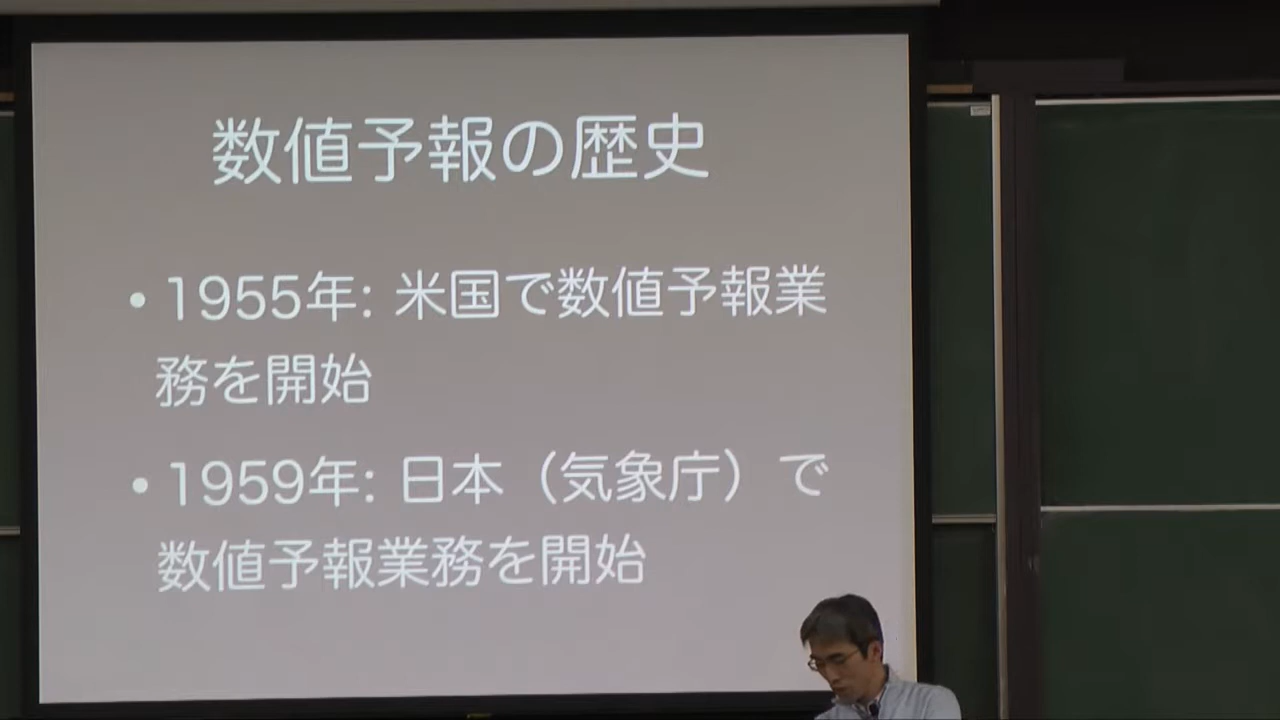 数値予報の歴史
• 1955年: 米国で数値予報業
務を開始
• 1959年: 日本（気象庁）で
数値予報業務を開始